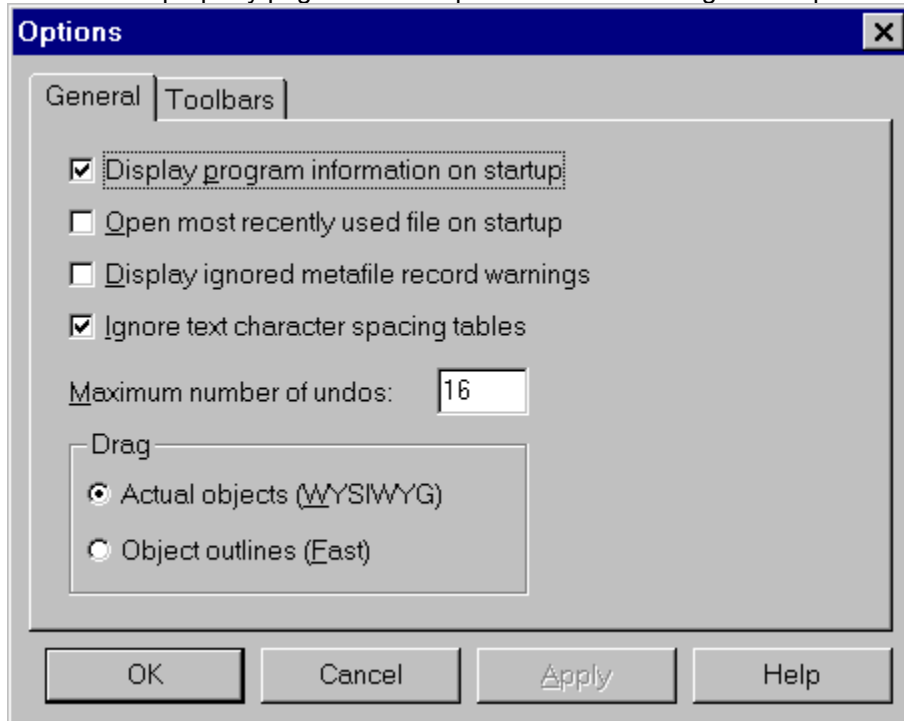 Options
General Toolbars
Display program information on startup
Open most recently used file on startup
Display ignored metafile record warnings
Ignore text character spacing tables
Maximum number of undos: 16
Drag
Actual objects (WYSIWYG)
Object outlines (Fast)
OK Cancel Apply Help